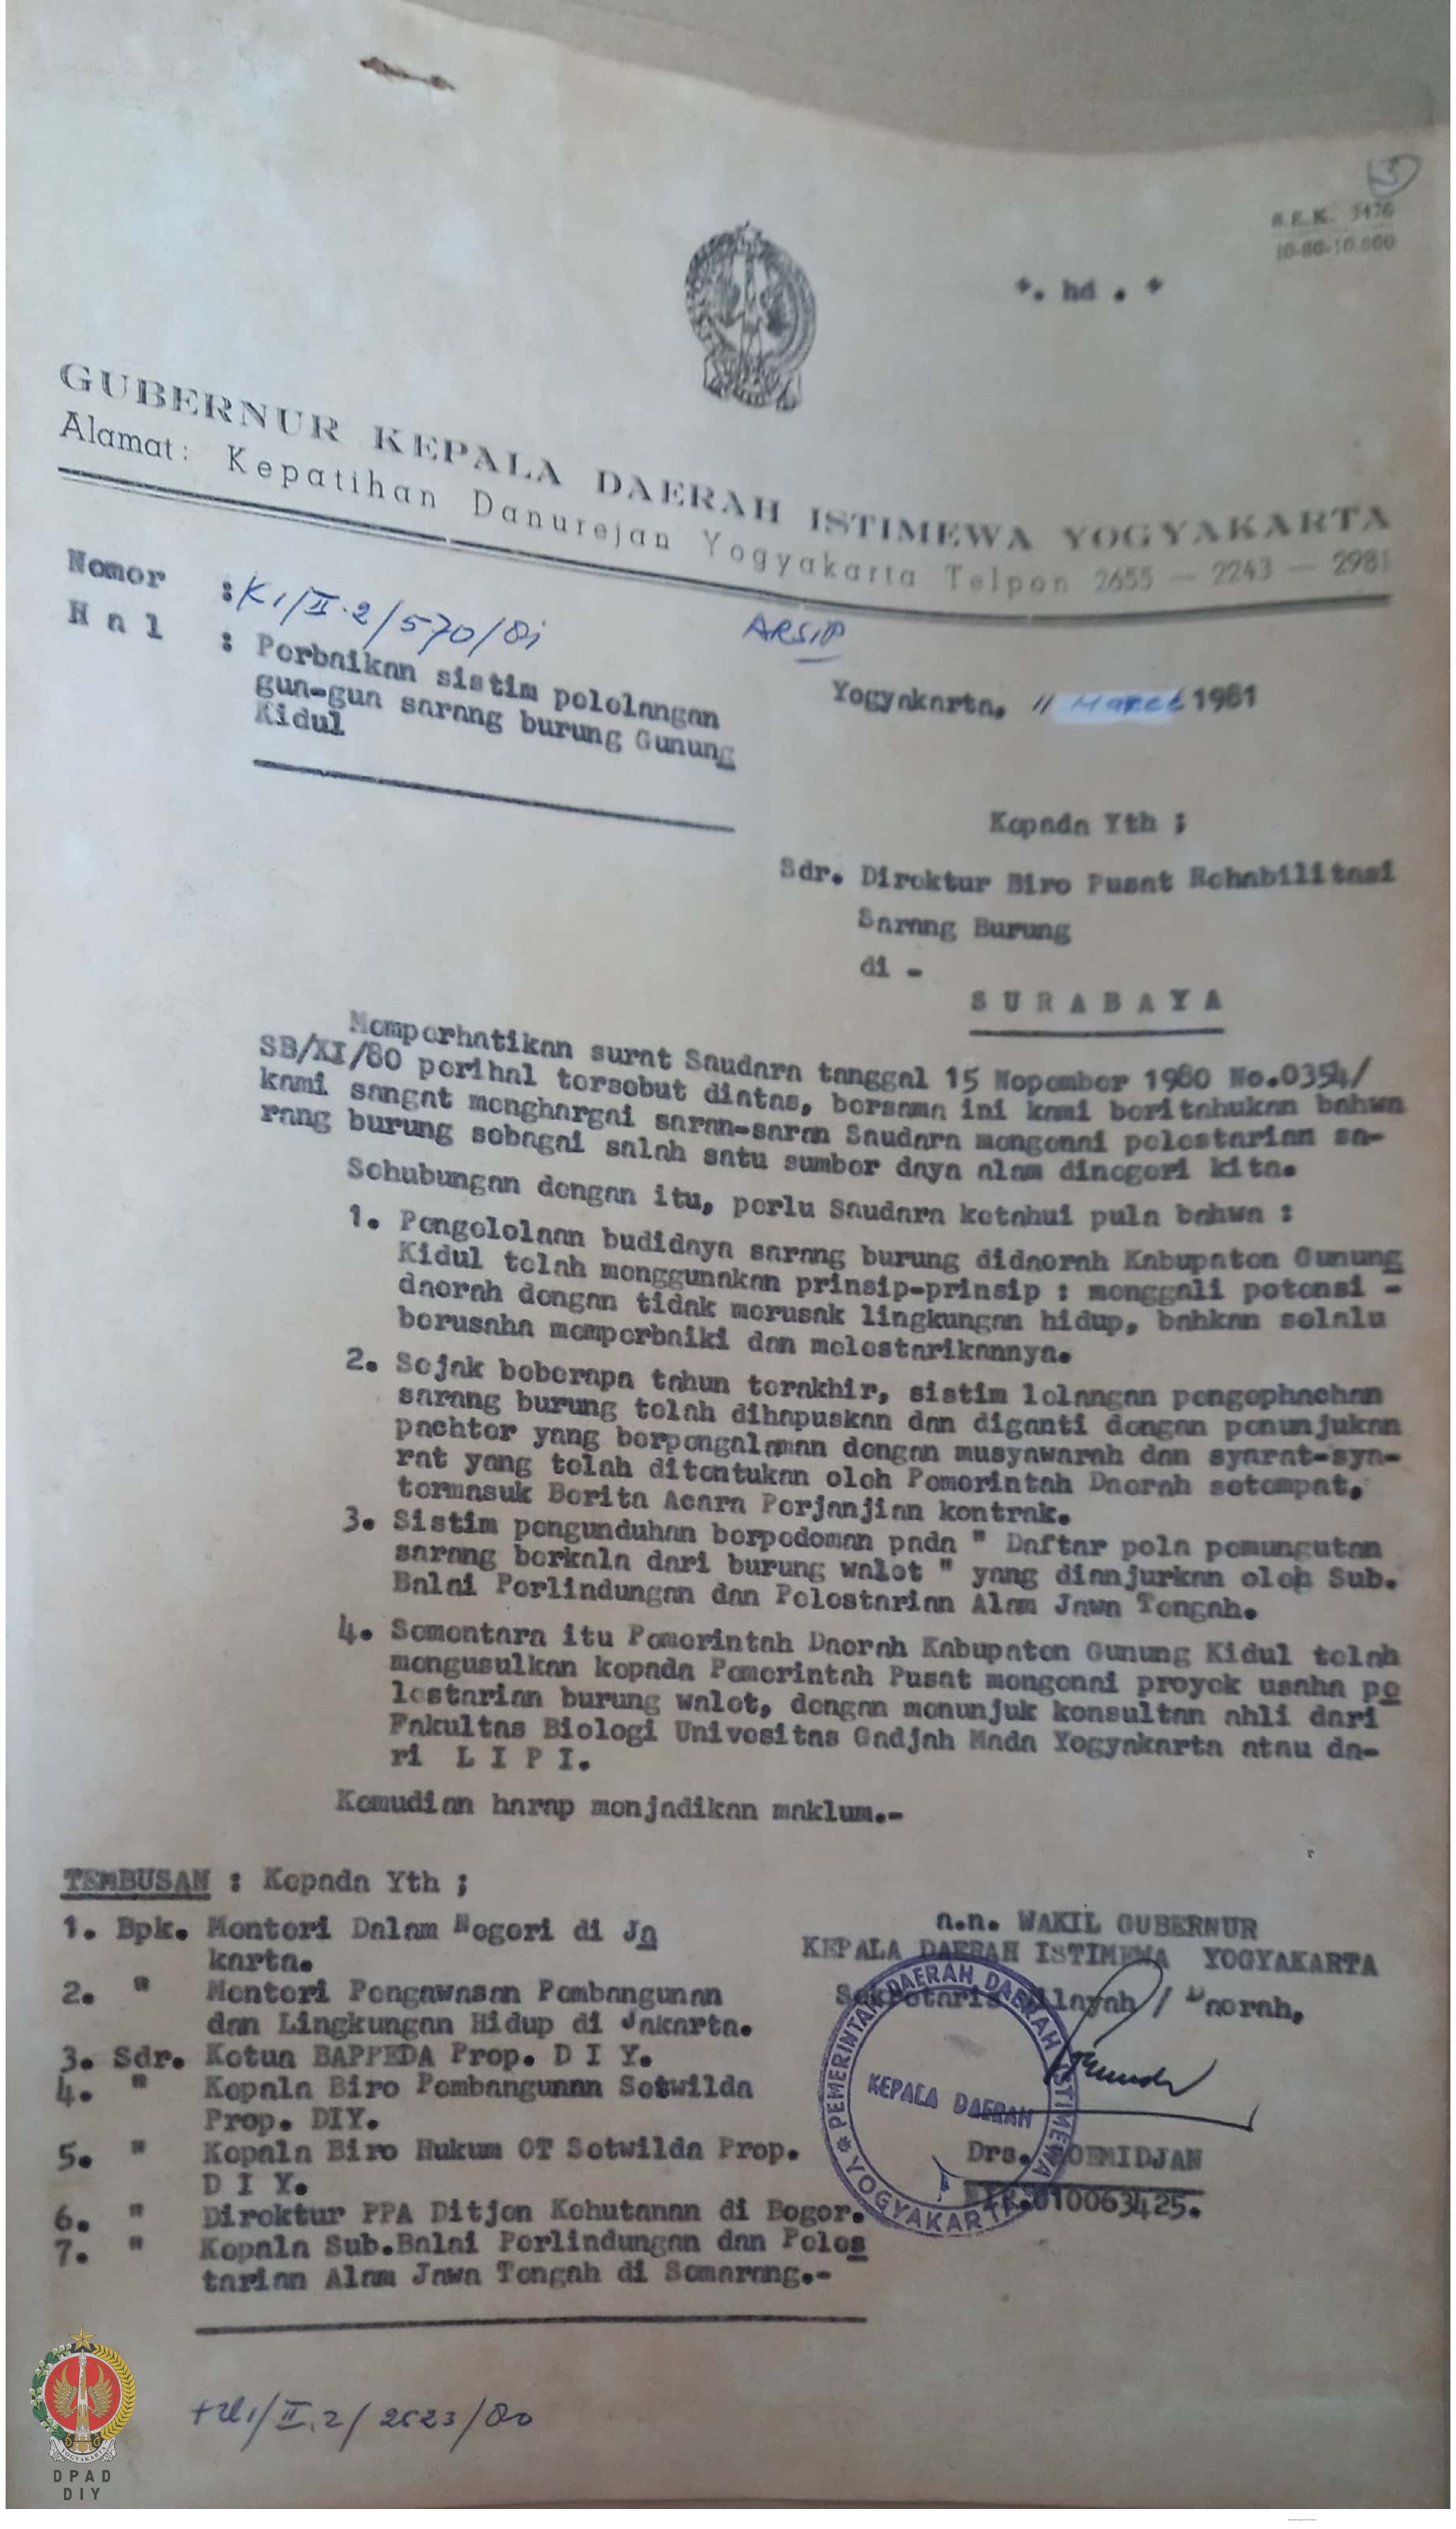 3
B.E.K. 3476
10-80-10.000
*. hd . *
GUBERNUR KEPALA DAERAH ISTIMEWA YOGYAKARTA
Alamat: Kepatihan Danurejan Yogyakarta Telpon 2655 — 2243 — 2981
Nomor : K1/II.2/570/81
ARSIP
H a l : Perbaikan sistim pelelangan
gua-gua sarang burung Gunung
Kidul
Yogyakarta, 11 Maret 1981
Kepada Yth ;
Sdr. Direktur Biro Pusat Rehabilitasi
Sarang Burung
di -
S U R A B A Y A
Memperhatikan surat Saudara tanggal 15 Nopember 1980 No.0354/
SB/XI/80 perihal tersebut diatas, bersama ini kami beritahukan bahwa
kami sangat menghargai saran-saran Saudara mengenai pelestarian sa-
rang burung sebagai salah satu sumber daya alam dinegeri kita.
Sehubungan dengan itu, perlu Saudara ketahui pula bahwa :
1. Pengelolaan budidaya sarang burung didaerah Kabupaten Gunung
Kidul telah menggunakan prinsip-prinsip : menggali potensi -
daerah dengan tidak merusak lingkungan hidup, bahkan selalu
berusaha memperbaiki dan melestarikannya.
2. Sejak beberapa tahun terakhir, sistim lelangan pengephachan
sarang burung telah dihapuskan dan diganti dengan penunjukan
pachter yang berpengalaman dengan musyawarah dan syarat-sya-
rat yang telah ditentukan oleh Pemerintah Daerah setempat,
termasuk Berita Acara Perjanjian kontrak.
3. Sistim pengunduhan berpedoman pada " Daftar pola pemungutan
sarang berkala dari burung walet " yang dianjurkan oleh Sub.
Balai Perlindungan dan Pelestarian Alam Jawa Tengah.
4. Sementara itu Pemerintah Daerah Kabupaten Gunung Kidul telah
mengusulkan kepada Pemerintah Pusat mengenai proyek usaha pe
lestarian burung walet, dengan menunjuk konsultan ahli dari
Fakultas Biologi Univesitas Gadjah Mada Yogyakarta atau da-
ri L I P I.
Kemudian harap menjadikan maklum.-
TEMBUSAN : Kepada Yth ;
1. Bpk. Menteri Dalam Negeri di Ja
karta.
2. " Menteri Pengawasan Pembangunan
dan Lingkungan Hidup di Jakarta.
3. Sdr. Ketua BAPPEDA Prop. D I Y.
4. " Kepala Biro Pembangunan Setwilda
Prop. DIY.
5. " Kepala Biro Hukum OT Setwilda Prop.
D I Y.
6. " Direktur PPA Ditjen Kehutanan di Bogor.
7. " Kepala Sub.Balai Perlindungan dan Peles
tarian Alam Jawa Tengah di Semarang.-
a.n. WAKIL GUBERNUR
KEPALA DAERAH ISTIMEWA YOGYAKARTA
Sekretaris Wilayah / Daerah,
PEMERINTAH DAERAH DAERAH ISTIMEWA * YOGYAKARTA
KEPALA DAERAH
Drs. SOEMIDJAN
NIP.010063425.
/II.2/2523/80
YOGYAKARTA
DPAD
DIY